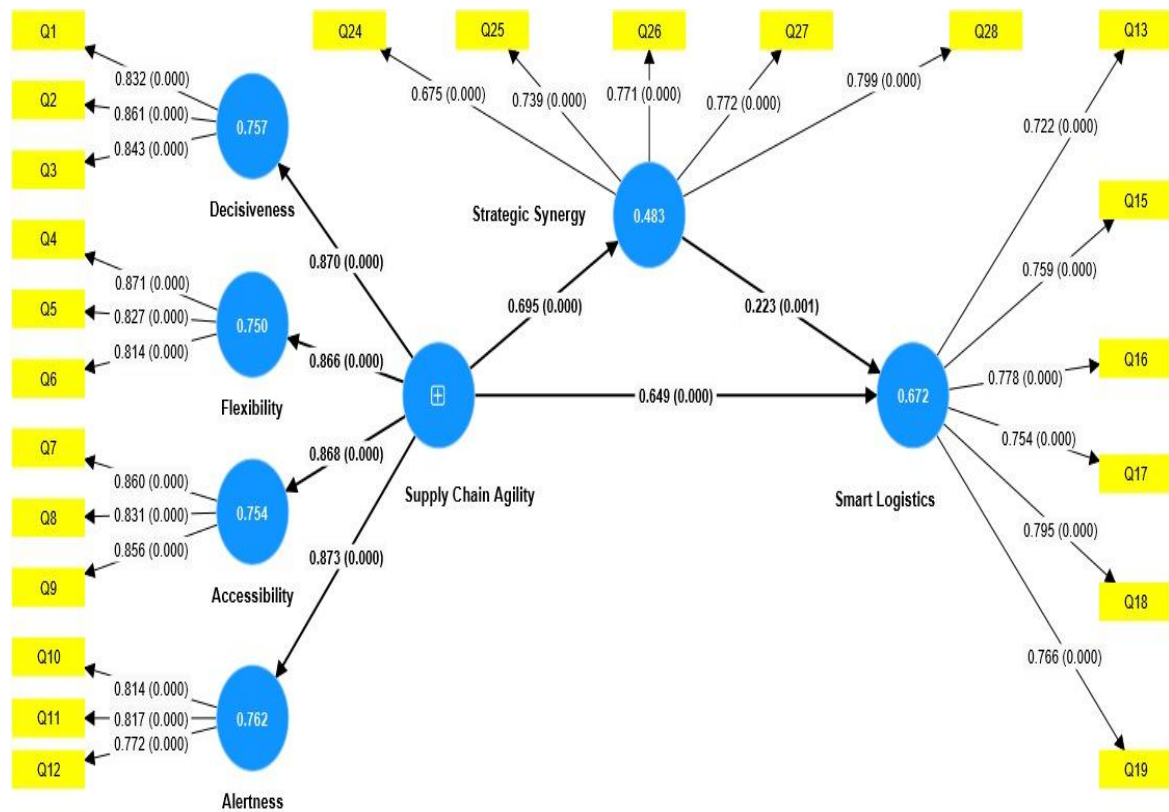 Q1
Q24
Q25
Q26
Q27
Q28
Q13
0.832 (0.000)
0.675 (0.000)
0.739 (0.000)
0.771 (0.000)
0.772 (0.000)
0.799 (0.000)
Q2
0.861 (0.000)
0.757
0.722 (0.000)
0.843 (0.000)
Q3
Decisiveness
Strategic Synergy
0.483
Q15
Q4
0.870 (0.000)
0.759 (0.000)
0.871 (0.000)
0.695 (0.000)
0.223 (0.001)
Q5
0.827 (0.000)
0.750
0.814 (0.000)
0.866 (0.000)
Q16
Q6
0.778 (0.000)
Flexibility
0.649 (0.000)
0.672
0.754 (0.000)
Q7
0.868 (0.000)
Q17
0.860 (0.000)
Supply Chain Agility
Smart Logistics
Q8
0.831 (0.000)
0.754
0.856 (0.000)
0.795 (0.000)
0.873 (0.000)
Q9
Accessibility
Q18
Q10
0.766 (0.000)
0.814 (0.000)
Q11
0.817 (0.000)
0.762
0.772 (0.000)
Q12
Q19
Alertness